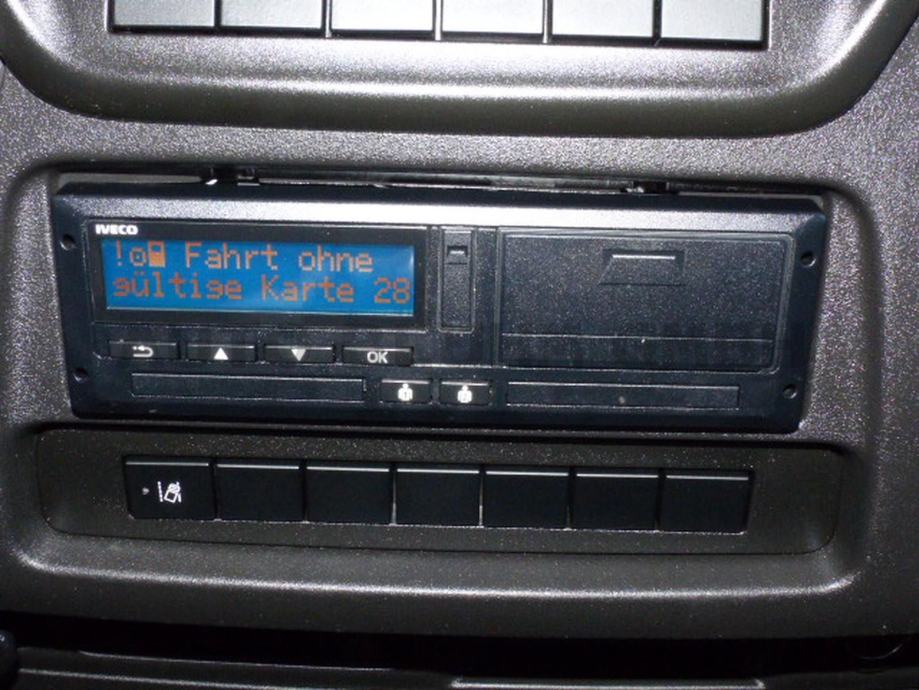 IVECO
! Fahrt ohne
gültige Karte 28
OK